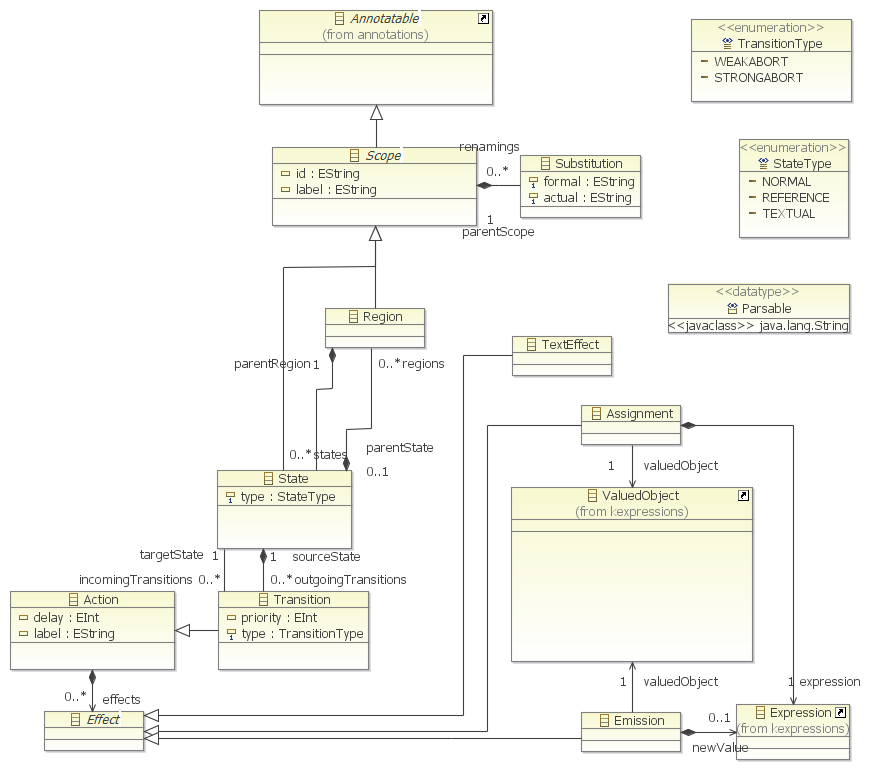 Annotatable
(from annotations)
<<enumeration>>
TransitionType
WEAKABORT
STRONGABORT
Scope
id : EString
label : EString
renamings
0..*
1
parentScope
Substitution
formal : EString
actual : EString
<<enumeration>>
StateType
NORMAL
REFERENCE
TEXTUAL
<<datatype>>
Parsable
<<javaclass>> java.lang.String
Region
parentRegion 1
0..* regions
TextEffect
Assignment
parentState
0..1
0..* states
1 valuedObject
State
type : StateType
ValuedObject
(from kexpressions)
targetState 1
1 sourceState
incomingTransitions 0..*
0..* outgoingTransitions
Action
delay : EInt
label : EString
Transition
priority : EInt
type : TransitionType
0..* effects
1 valuedObject
1 expression
Effect
Emission
0..1
newValue
Expression
(from kexpressions)